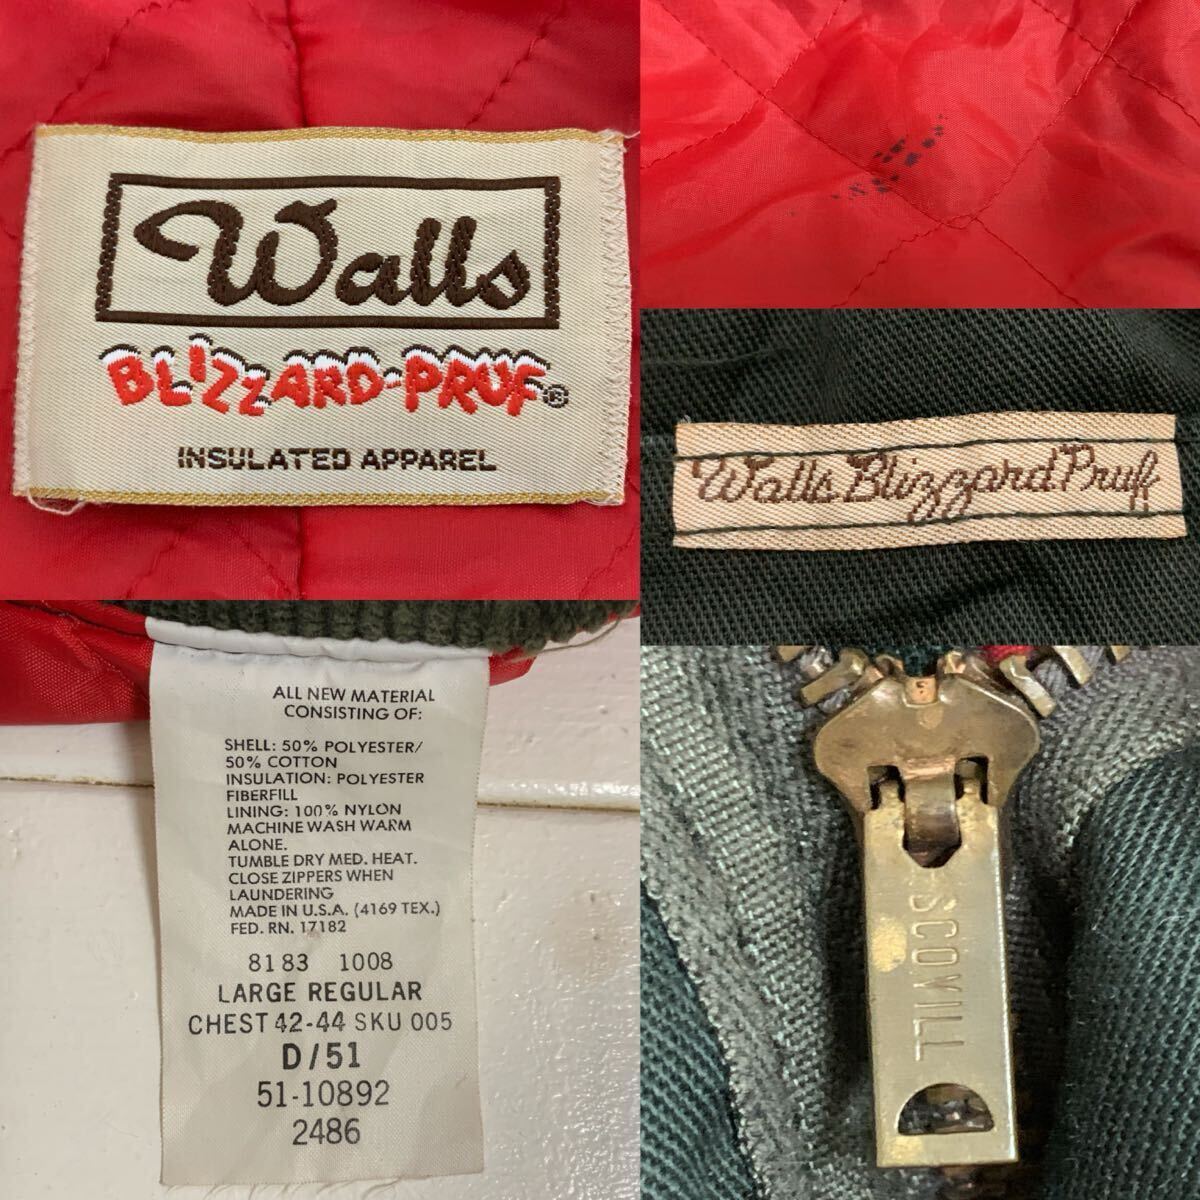 Walls
BLIZZARD-PRUF®
INSULATED APPAREL
Walls Blizzard Pruff
ALL NEW MATERIAL
CONSISTING OF:
SHELL: 50% POLYESTER/
50% COTTON
INSULATION: POLYESTER
FIBERFILL
LINING: 100% NYLON
MACHINE WASH WARM
ALONE.
TUMBLE DRY MED. HEAT.
CLOSE ZIPPERS WHEN
LAUNDERING
MADE IN U.S.A. (4169 TEX.)
FED. RN. 17182
8183 1008
LARGE REGULAR
CHEST 42-44 SKU 005
D/51
51-10892
2486
SCOVILL